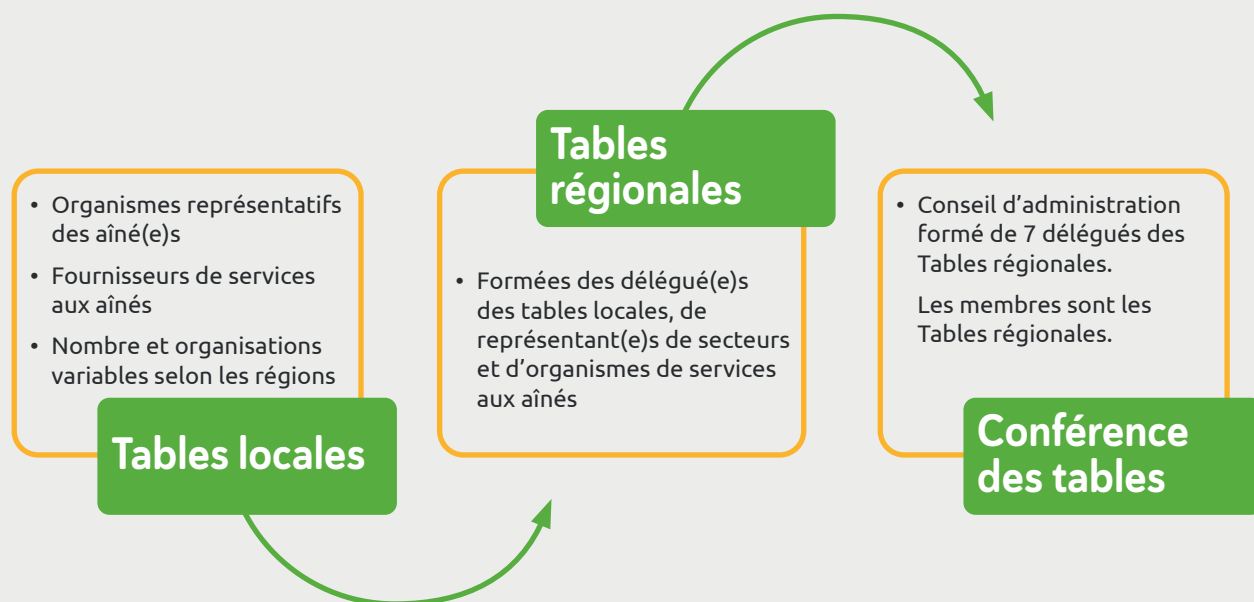 • Organismes représentatifs
des aîné(e)s
• Fournisseurs de services
aux aînés
• Nombre et organisations
variables selon les régions
Tables locales
Tables
régionales
• Formées des délégué(e)s
des tables locales, de
représentant(e)s de secteurs
et d’organismes de services
aux aînés
• Conseil d’administration
formé de 7 délégués des
Tables régionales.
Les membres sont les
Tables régionales.
Conférence
des tables